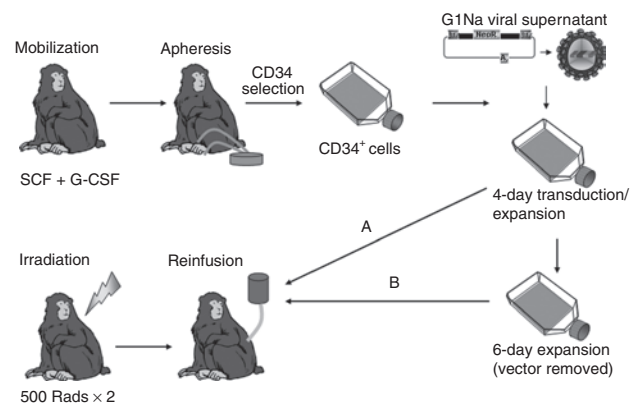 G1Na viral supernatant
NeoR
Mobilization
Apheresis
CD34
selection
CD34⁺ cells
SCF + G-CSF
4-day transduction/
expansion
A
Irradiation
Reinfusion
B
6-day expansion
(vector removed)
500 Rads × 2